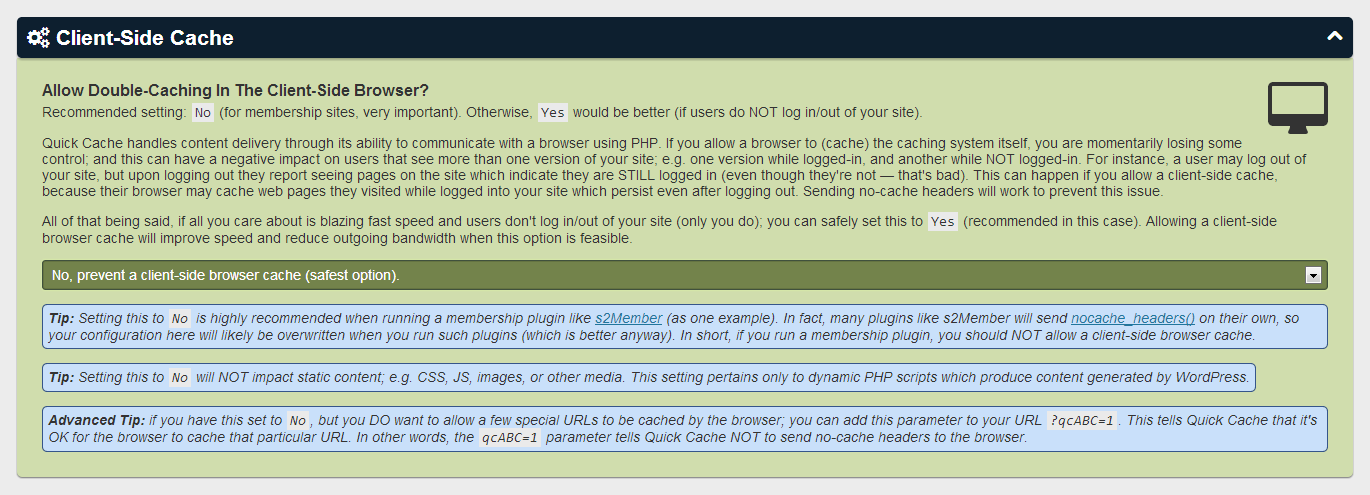 Client-Side Cache
Allow Double-Caching In The Client-Side Browser?
Recommended setting: No (for membership sites, very important). Otherwise, Yes would be better (if users do NOT log in/out of your site).
Quick Cache handles content delivery through its ability to communicate with a browser using PHP. If you allow a browser to (cache) the caching system itself, you are momentarily losing some
control; and this can have a negative impact on users that see more than one version of your site; e.g. one version while logged-in, and another while NOT logged-in. For instance, a user may log out of
your site, but upon logging out they report seeing pages on the site which indicate they are STILL logged in (even though they're not — that's bad). This can happen if you allow a client-side cache,
because their browser may cache web pages they visited while logged into your site which persist even after logging out. Sending no-cache headers will work to prevent this issue.
All of that being said, if all you care about is blazing fast speed and users don't log in/out of your site (only you do); you can safely set this to Yes (recommended in this case). Allowing a client-side
browser cache will improve speed and reduce outgoing bandwidth when this option is feasible.
No, prevent a client-side browser cache (safest option).
Tip: Setting this to No is highly recommended when running a membership plugin like s2Member (as one example). In fact, many plugins like s2Member will send nocache_headers() on their own, so
your configuration here will likely be overwritten when you run such plugins (which is better anyway). In short, if you run a membership plugin, you should NOT allow a client-side browser cache.
Tip: Setting this to No will NOT impact static content; e.g. CSS, JS, images, or other media. This setting pertains only to dynamic PHP scripts which produce content generated by WordPress.
Advanced Tip: if you have this set to No, but you DO want to allow a few special URLs to be cached by the browser; you can add this parameter to your URL ?qcABC=1. This tells Quick Cache that it's
OK for the browser to cache that particular URL. In other words, the qcABC=1 parameter tells Quick Cache NOT to send no-cache headers to the browser.